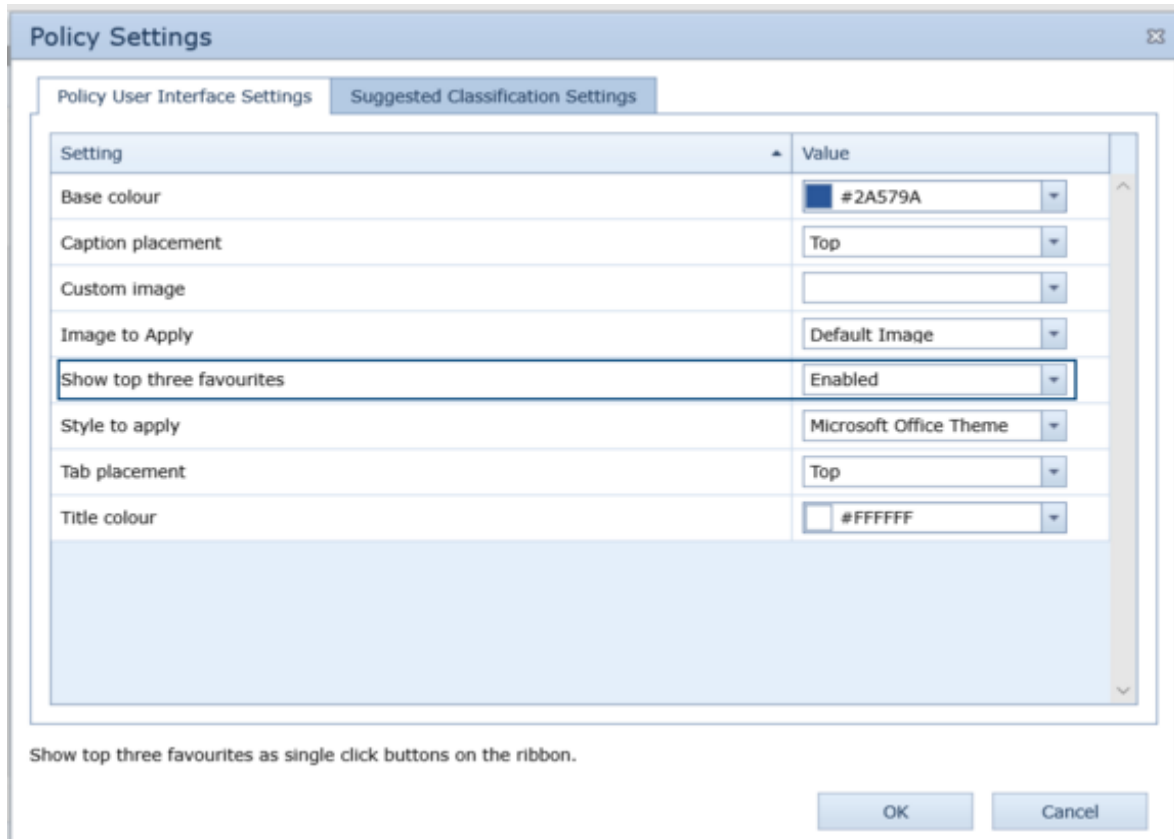 Policy Settings
Policy User Interface Settings Suggested Classification Settings
Setting Value
Base colour #2A579A
Caption placement Top
Custom image
Image to Apply Default Image
Show top three favourites Enabled
Style to apply Microsoft Office Theme
Tab placement Top
Title colour #FFFFFF
Show top three favourites as single click buttons on the ribbon.
OK Cancel